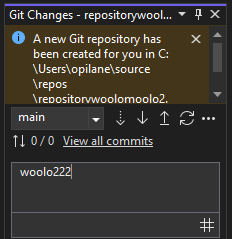 Git Changes - repositorywool...
A new Git repository has
been created for you in C:
\Users\opilane\source
\repos
\repositorywoolomoolo2.
main
0 / 0 View all commits
woolo222